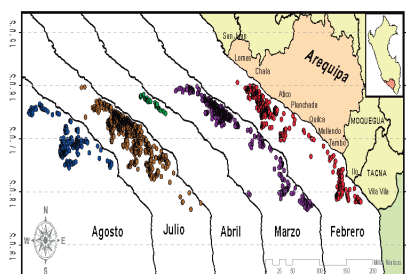 San Juan
Lomas
Chala
Arequipa
Atico
Planchada
Quilca
Mollendo
Tambo
MOQUEGUA
Ilo
TACNA
Vila Vila
N
W
E
S
Agosto
Julio
Abril
Marzo
Febrero